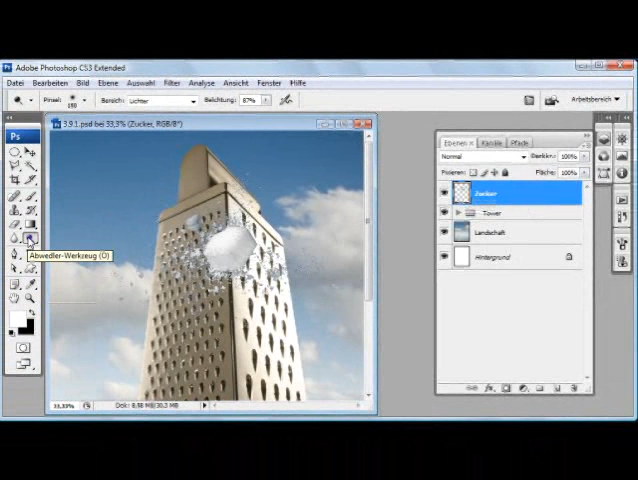 Ps Adobe Photoshop CS3 Extended
Datei Bearbeiten Bild Ebene Auswahl Filter Analyse Ansicht Fenster Hilfe
Pinsel: Bereich: Lichter Belichtung: 87% Arbeitsbereich
Ps
3.9.1.psd bei 33,3% (Zucker, RGB/8*)
Ebenen Kanäle Pfade
Normal 100%
Fixieren: Fläche: 100%
Zucker
Tower
Landschaft
Hintergrund
Abwedler-Werkzeug (O)
33,33%